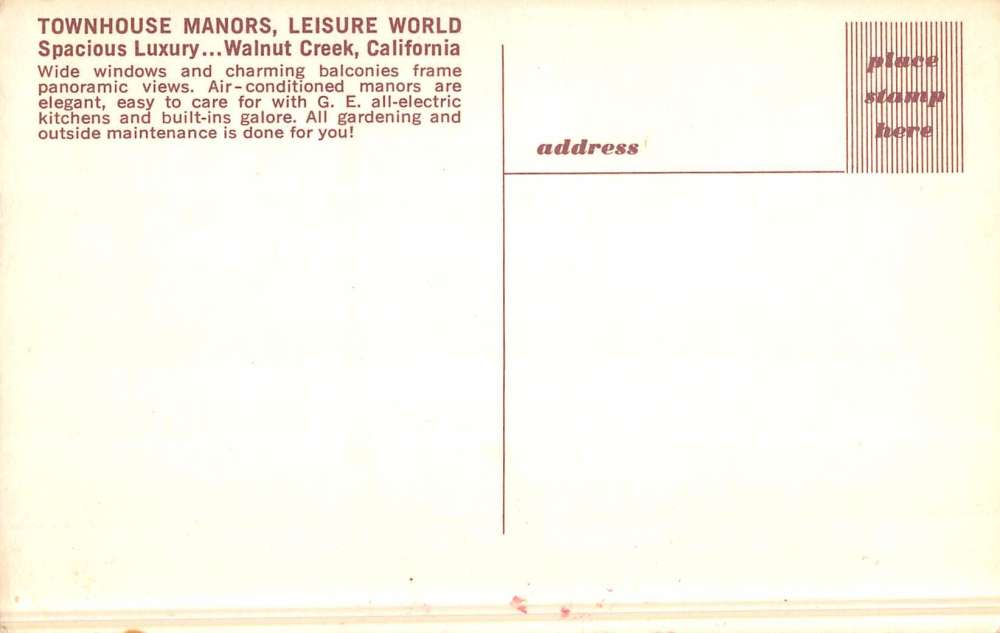 TOWNHOUSE MANORS, LEISURE WORLD
Spacious Luxury...Walnut Creek, California
Wide windows and charming balconies frame
panoramic views. Air-conditioned manors are
elegant, easy to care for with G. E. all-electric
kitchens and built-ins galore. All gardening and
outside maintenance is done for you!
place
stamp
here
address